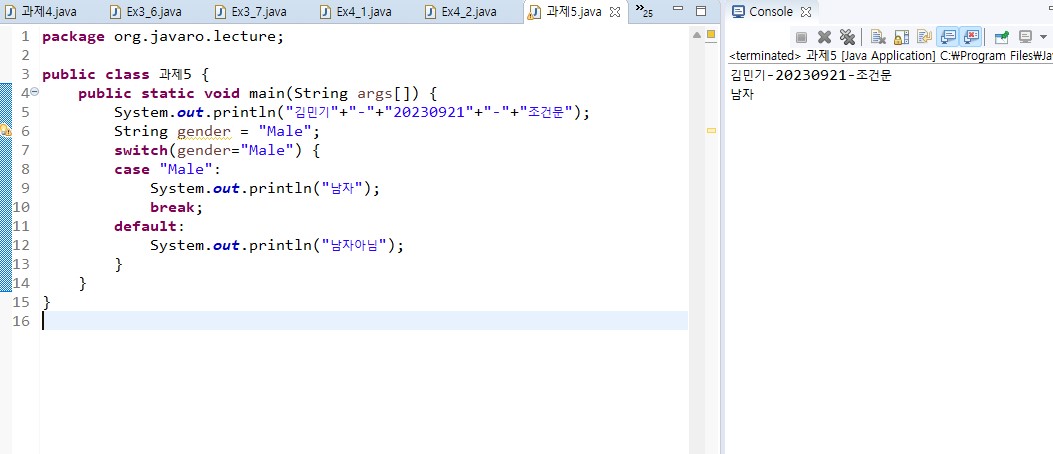 과제4.java Ex3_6.java Ex3_7.java Ex4_1.java Ex4_2.java 과제5.java »25
Console
1 package org.javaro.lecture;
2
3 public class 과제5 {
4 public static void main(String args[]) {
5 System.out.println("김민기"+"-"+"20230921"+"-"+"조건문");
6 String gender = "Male";
7 switch(gender="Male") {
8 case "Male":
9 System.out.println("남자");
10 break;
11 default:
12 System.out.println("남자아님");
13 }
14 }
15 }
16
<terminated> 과제5 [Java Application] C:₩Program Files₩Ja
김민기-20230921-조건문
남자